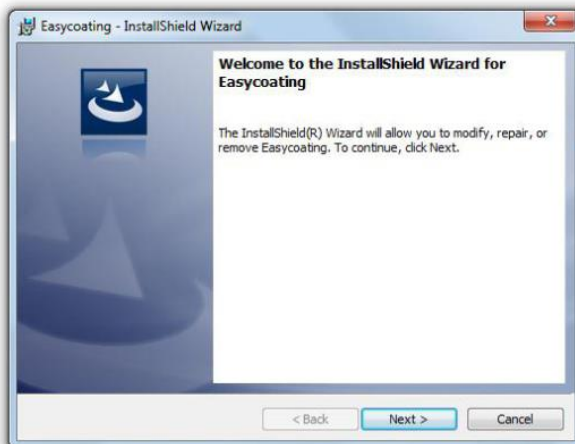 Easycoating - InstallShield Wizard
Welcome to the InstallShield Wizard for
Easycoating
The InstallShield(R) Wizard will allow you to modify, repair, or
remove Easycoating. To continue, click Next.
< Back
Next >
Cancel